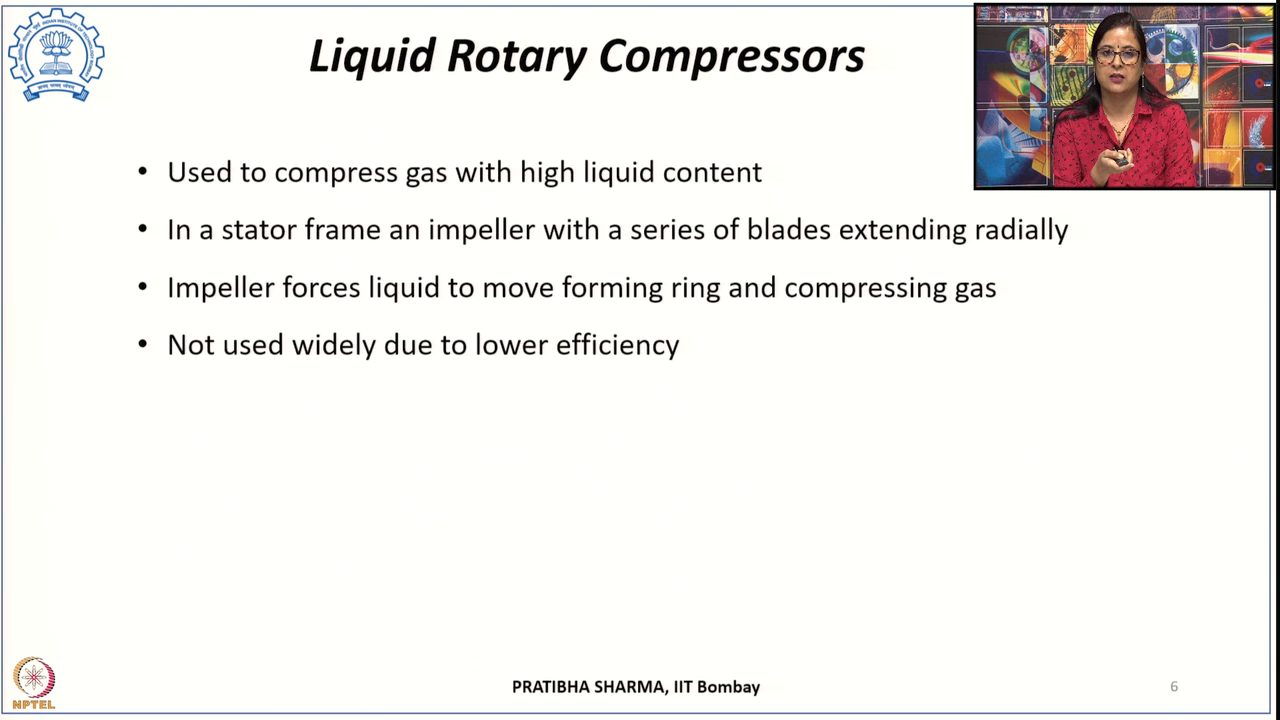 Liquid Rotary Compressors
• Used to compress gas with high liquid content
• In a stator frame an impeller with a series of blades extending radially
• Impeller forces liquid to move forming ring and compressing gas
• Not used widely due to lower efficiency
NPTEL
PRATIBHA SHARMA, IIT Bombay
6